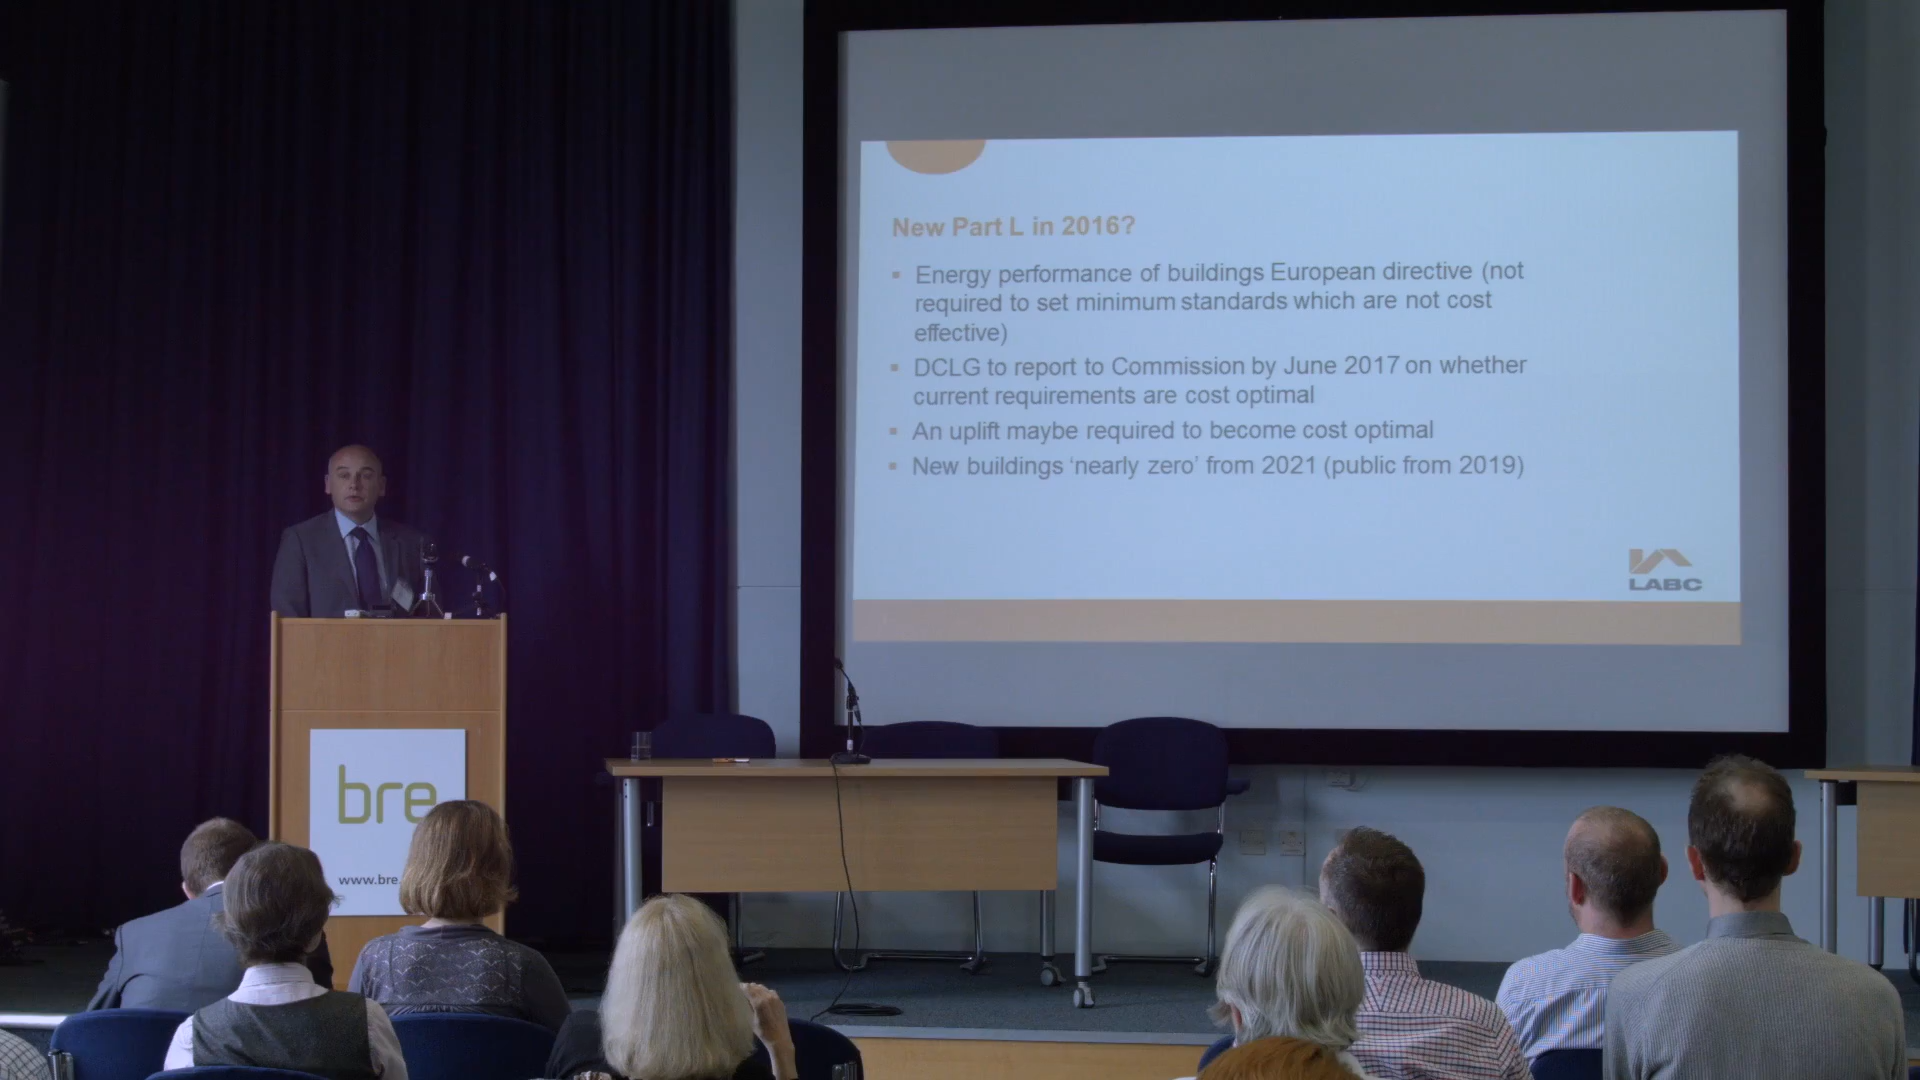 New Part L in 2016?
Energy performance of buildings European directive (not
required to set minimum standards which are not cost
effective)
DCLG to report to Commission by June 2017 on whether
current requirements are cost optimal
An uplift maybe required to become cost optimal
New buildings ‘nearly zero’ from 2021 (public from 2019)
LABC
bre
www.bre.